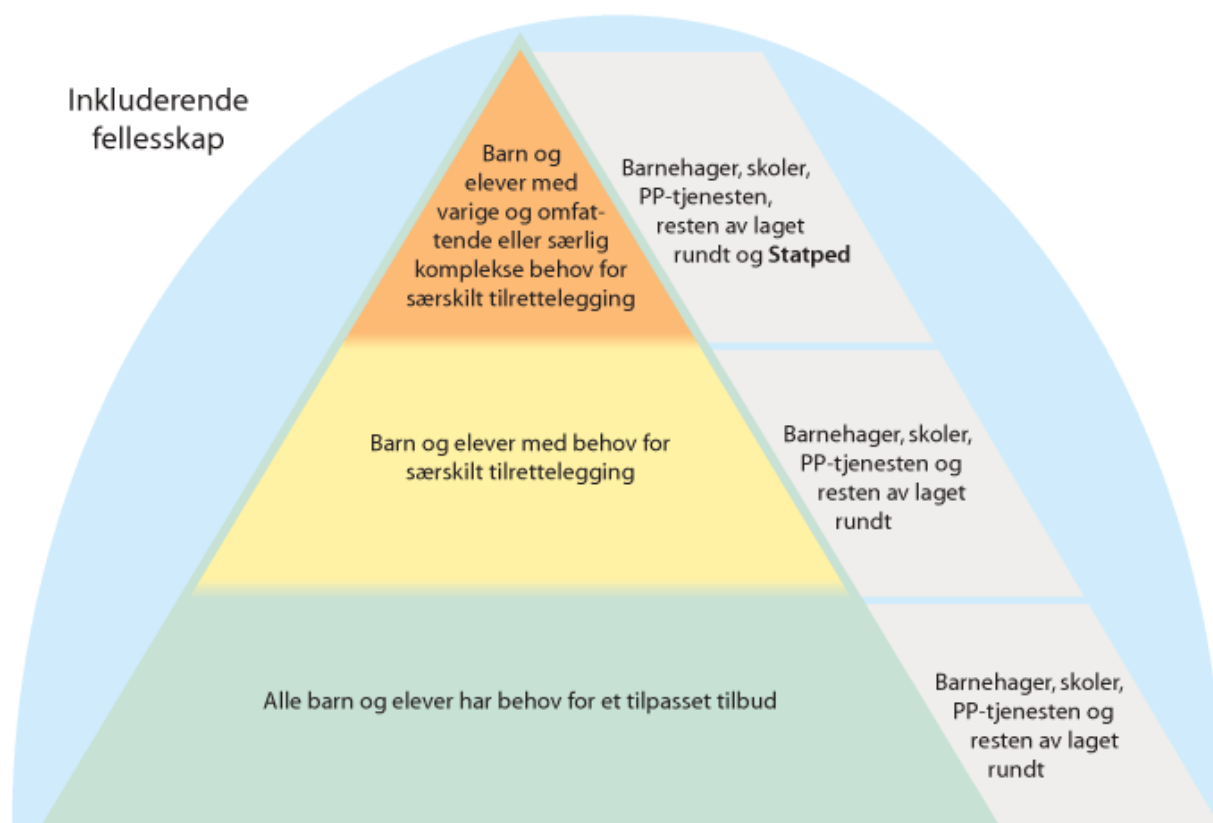 Inkluderende
fellesskap
Barn og
elever med
varige og omfat-
tende eller særlig
komplekse behov for
særskilt tilrettelegging
Barnehager, skoler,
PP-tjenesten,
resten av laget
rundt og Statped
Barn og elever med behov for
særskilt tilrettelegging
Barnehager, skoler,
PP-tjenesten og
resten av laget
rundt
Alle barn og elever har behov for et tilpasset tilbud
Barnehager, skoler,
PP-tjenesten og
resten av laget
rundt